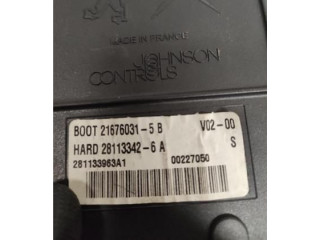 MADE IN FRANCE
JOHNSON
CONTROLS
BOOT 21676031-5 B V02-00
HARD 28113342-6 A S
281133963A1 00227050